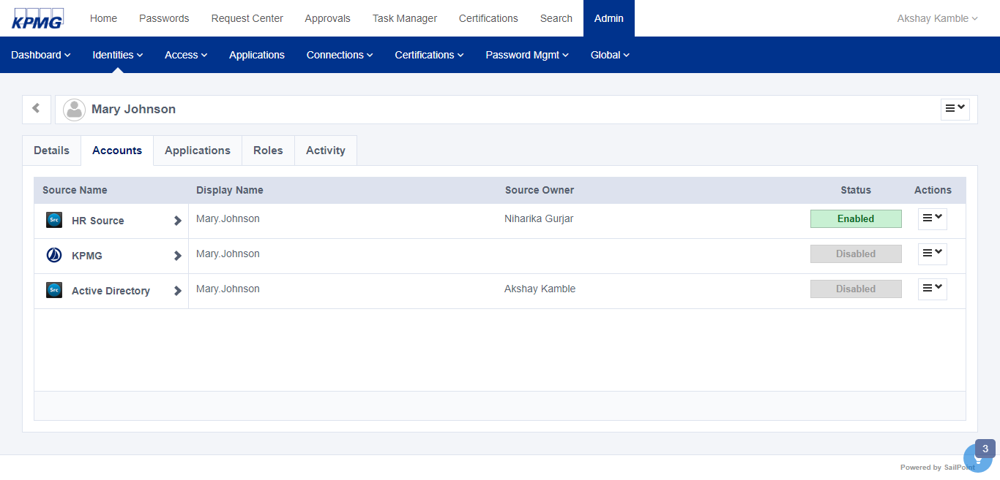 KPMG Home Passwords Request Center Approvals Task Manager Certifications Search Admin Akshay Kamble
Dashboard Identities Access Applications Connections Certifications Password Mgmt Global
Mary Johnson
Details Accounts Applications Roles Activity
Source Name Display Name Source Owner Status Actions
Src HR Source Mary.Johnson Niharika Gurjar Enabled
KPMG Mary.Johnson Disabled
Src Active Directory Mary.Johnson Akshay Kamble Disabled
3
Powered by SailPoint